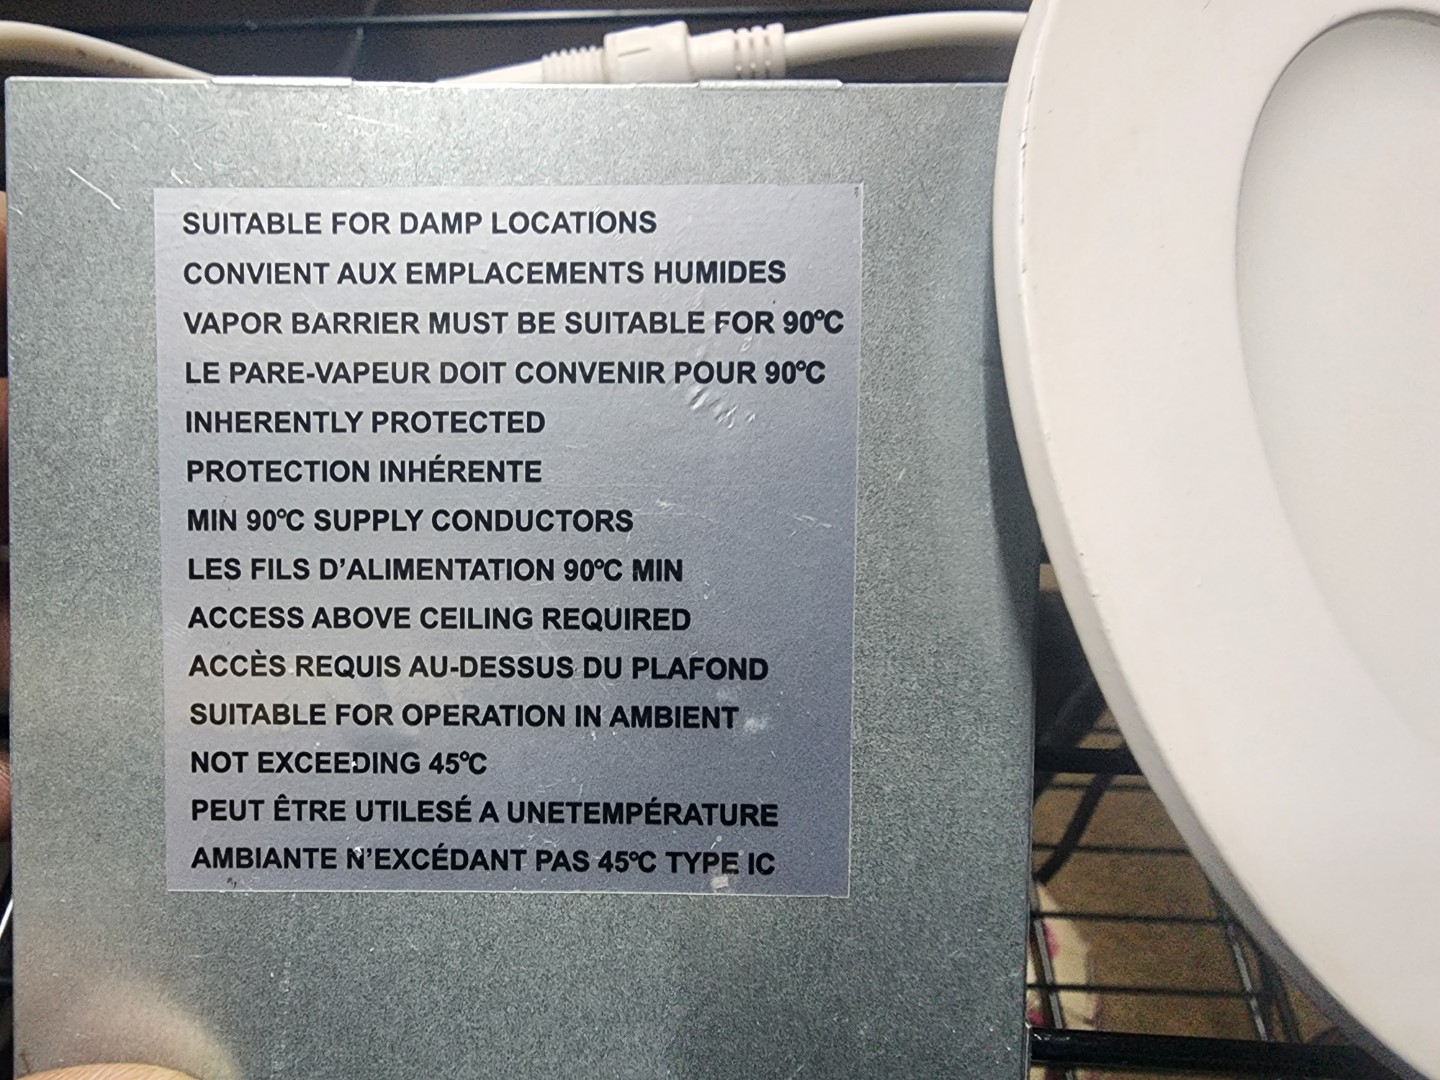 SUITABLE FOR DAMP LOCATIONS
CONVIENT AUX EMPLACEMENTS HUMIDES
VAPOR BARRIER MUST BE SUITABLE FOR 90°C
LE PARE-VAPEUR DOIT CONVENIR POUR 90°C
INHERENTLY PROTECTED
PROTECTION INHÉRENTE
MIN 90°C SUPPLY CONDUCTORS
LES FILS D'ALIMENTATION 90°C MIN
ACCESS ABOVE CEILING REQUIRED
ACCÈS REQUIS AU-DESSUS DU PLAFOND
SUITABLE FOR OPERATION IN AMBIENT
NOT EXCEEDING 45°C
PEUT ÊTRE UTILESÉ A UNETEMPÉRATURE
AMBIANTE N'EXCÉDANT PAS 45°C TYPE IC